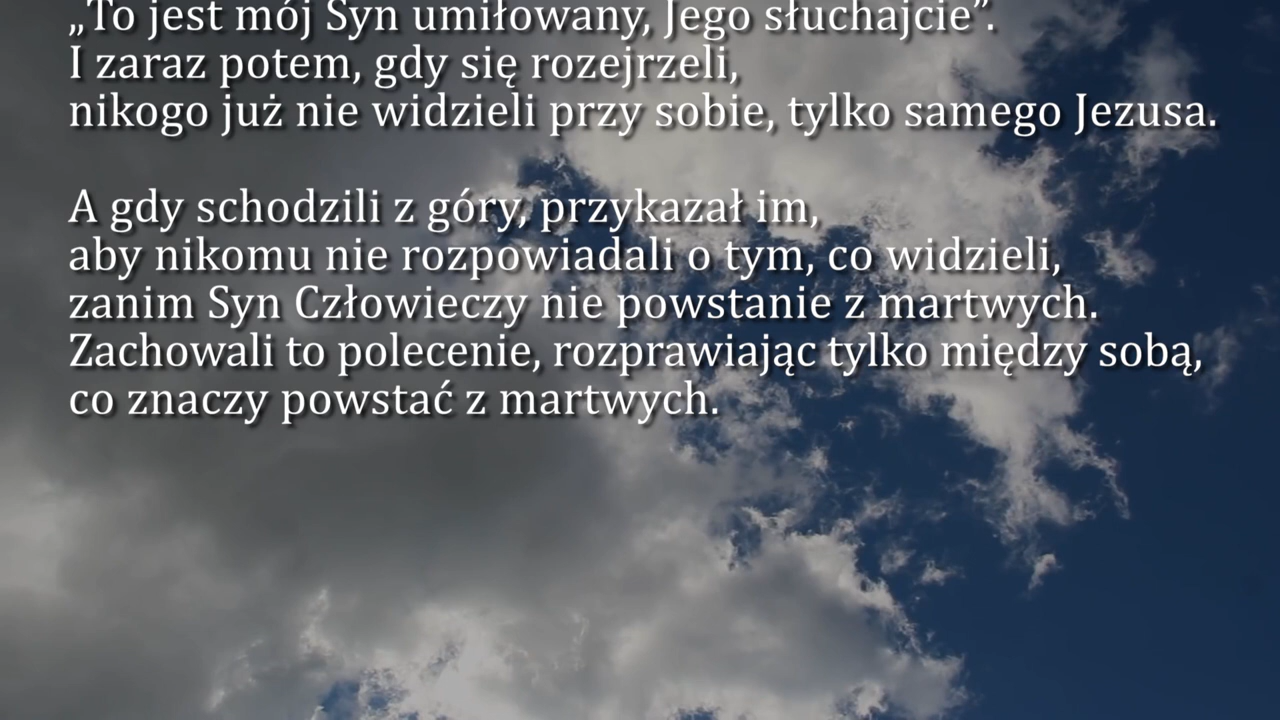 „To jest mój Syn umiłowany, Jego słuchajcie”.
I zaraz potem, gdy się rozejrzeli,
nikogo już nie widzieli przy sobie, tylko samego Jezusa.
A gdy schodzili z góry, przykazał im,
aby nikomu nie rozpowiadali o tym, co widzieli,
zanim Syn Człowieczy nie powstanie z martwych.
Zachowali to polecenie, rozprawiając tylko między sobą,
co znaczy powstać z martwych.